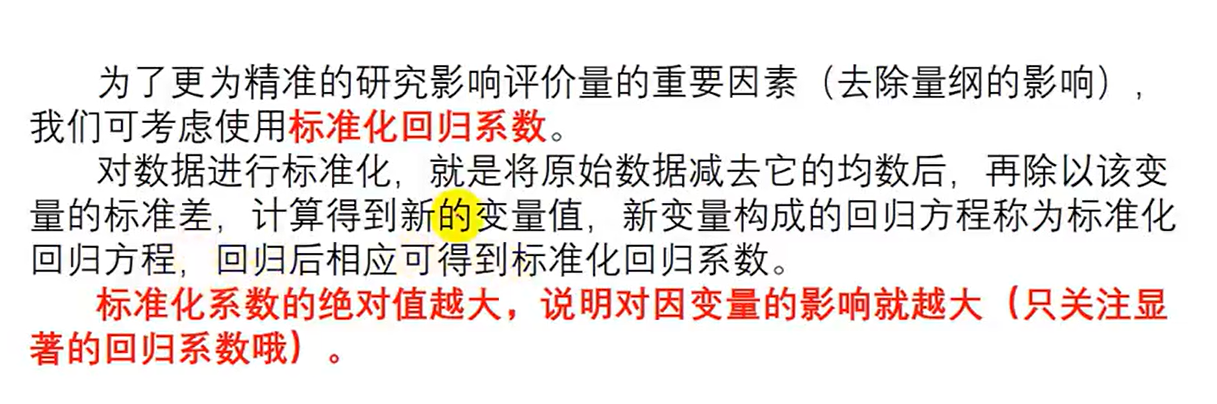 为了更为精准的研究影响评价量的重要因素（去除量纲的影响），
我们可考虑使用标准化回归系数。
对数据进行标准化，就是将原始数据减去它的均数后，再除以该变
量的标准差，计算得到新的变量值，新变量构成的回归方程称为标准化
回归方程，回归后相应可得到标准化回归系数。
标准化系数的绝对值越大，说明对因变量的影响就越大（只关注显
著的回归系数哦）。